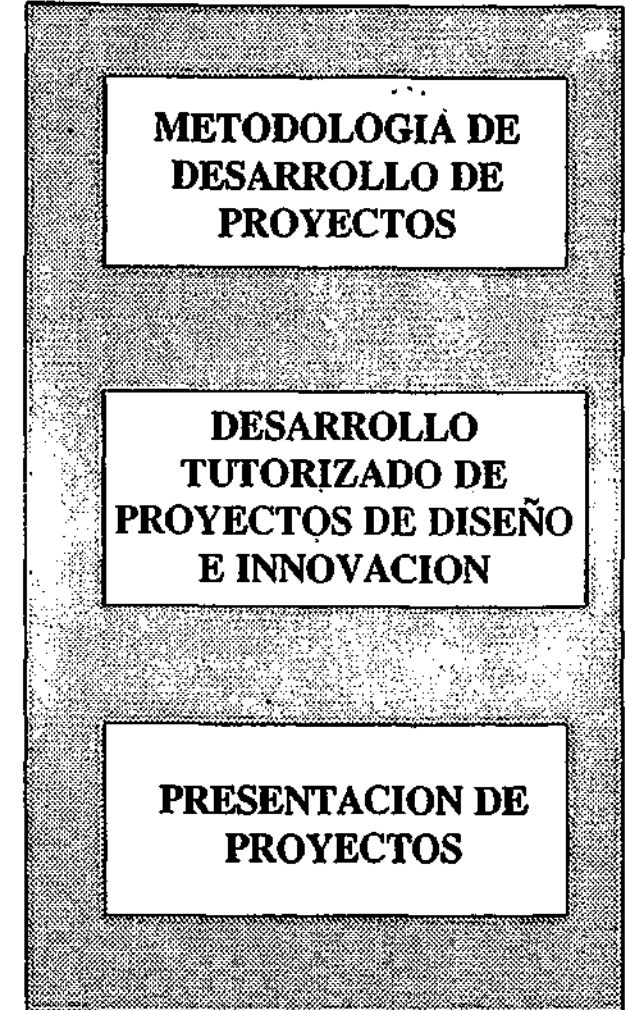 METODOLOGIA DE
DESARROLLO DE
PROYECTOS
DESARROLLO
TUTORIZADO DE
PROYECTOS DE DISEÑO
E INNOVACION
PRESENTACION DE
PROYECTOS